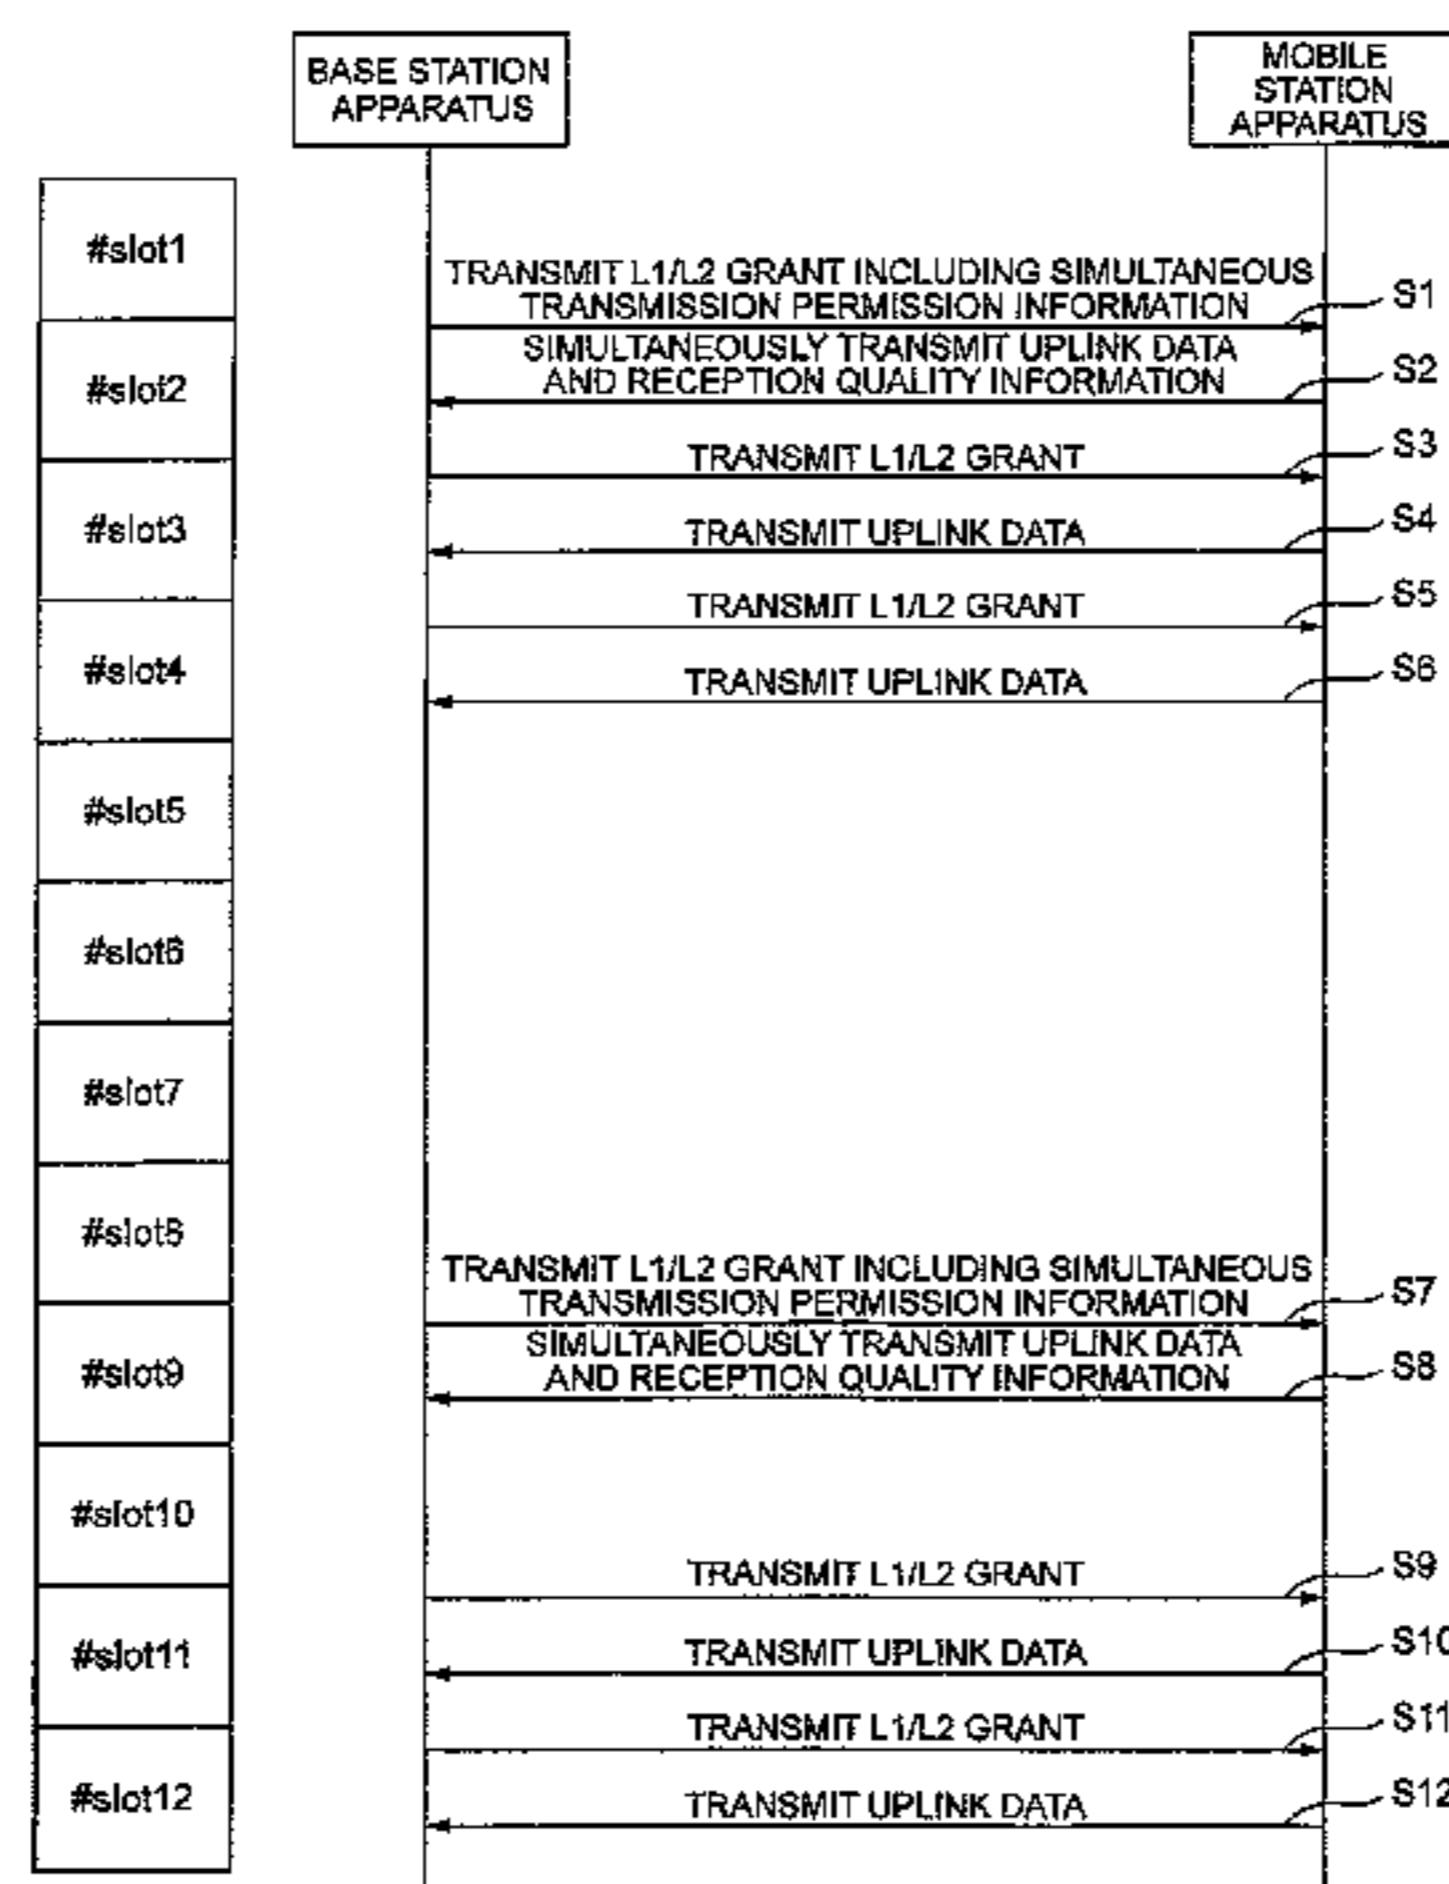 BASE STATION
APPARATUS
MOBILE
STATION
APPARATUS
#slot1
TRANSMIT L1/L2 GRANT INCLUDING SIMULTANEOUS
TRANSMISSION PERMISSION INFORMATION
S1
#slot2
SIMULTANEOUSLY TRANSMIT UPLINK DATA
AND RECEPTION QUALITY INFORMATION
S2
TRANSMIT L1/L2 GRANT
S3
#slot3
TRANSMIT UPLINK DATA
S4
TRANSMIT L1/L2 GRANT
S5
#slot4
TRANSMIT UPLINK DATA
S6
#slot5
#slot6
#slot7
#slot8
TRANSMIT L1/L2 GRANT INCLUDING SIMULTANEOUS
TRANSMISSION PERMISSION INFORMATION
S7
#slot9
SIMULTANEOUSLY TRANSMIT UPLINK DATA
AND RECEPTION QUALITY INFORMATION
S8
#slot10
TRANSMIT L1/L2 GRANT
S9
#slot11
TRANSMIT UPLINK DATA
S10
TRANSMIT L1/L2 GRANT
S11
#slot12
TRANSMIT UPLINK DATA
S12